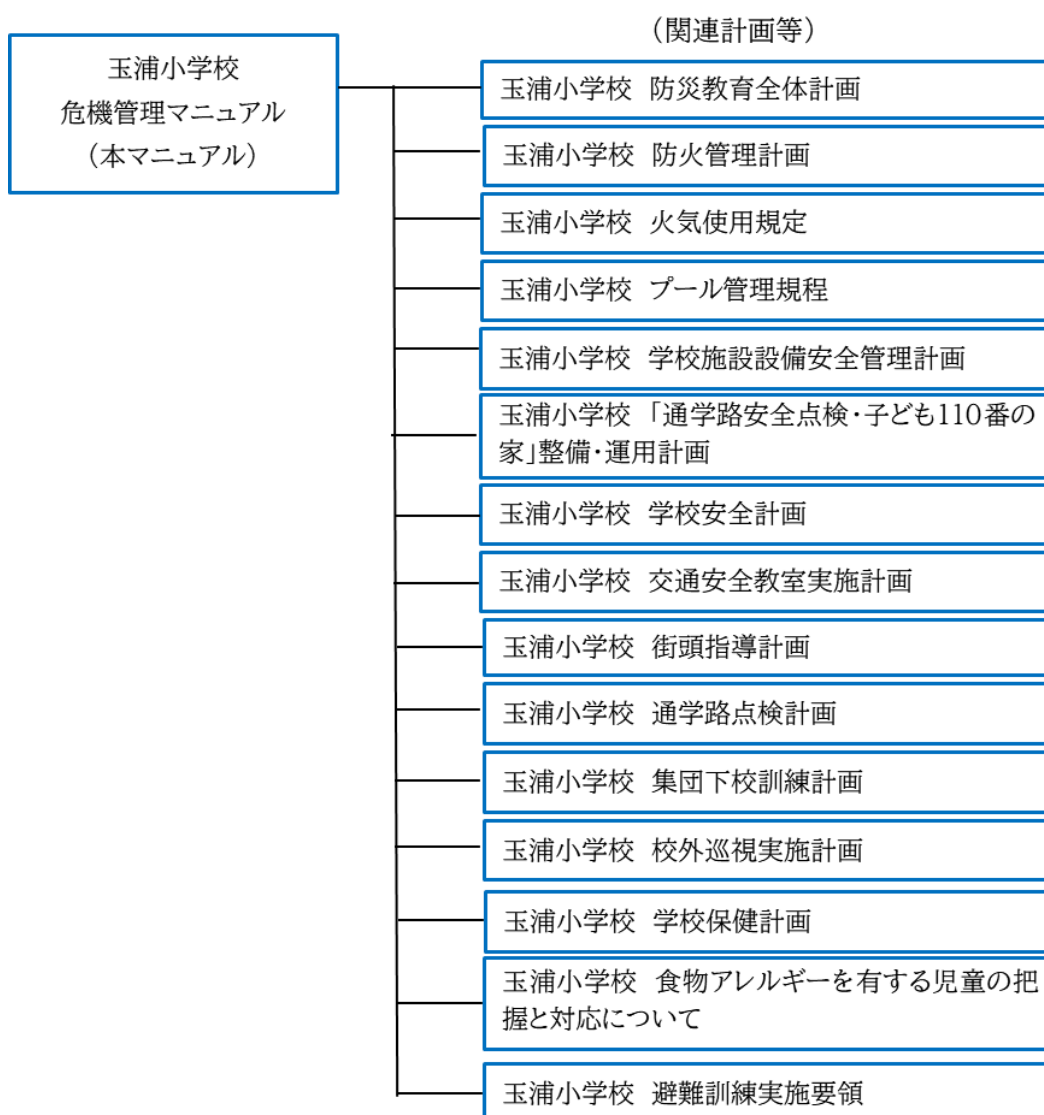 (関連計画等)
玉浦小学校
危機管理マニュアル
(本マニュアル)
玉浦小学校 防災教育全体計画
玉浦小学校 防火管理計画
玉浦小学校 火気使用規定
玉浦小学校 プール管理規程
玉浦小学校 学校施設設備安全管理計画
玉浦小学校 「通学路安全点検・子ども110番の
家」整備・運用計画
玉浦小学校 学校安全計画
玉浦小学校 交通安全教室実施計画
玉浦小学校 街頭指導計画
玉浦小学校 通学路点検計画
玉浦小学校 集団下校訓練計画
玉浦小学校 校外巡視実施計画
玉浦小学校 学校保健計画
玉浦小学校 食物アレルギーを有する児童の把
握と対応について
玉浦小学校 避難訓練実施要領